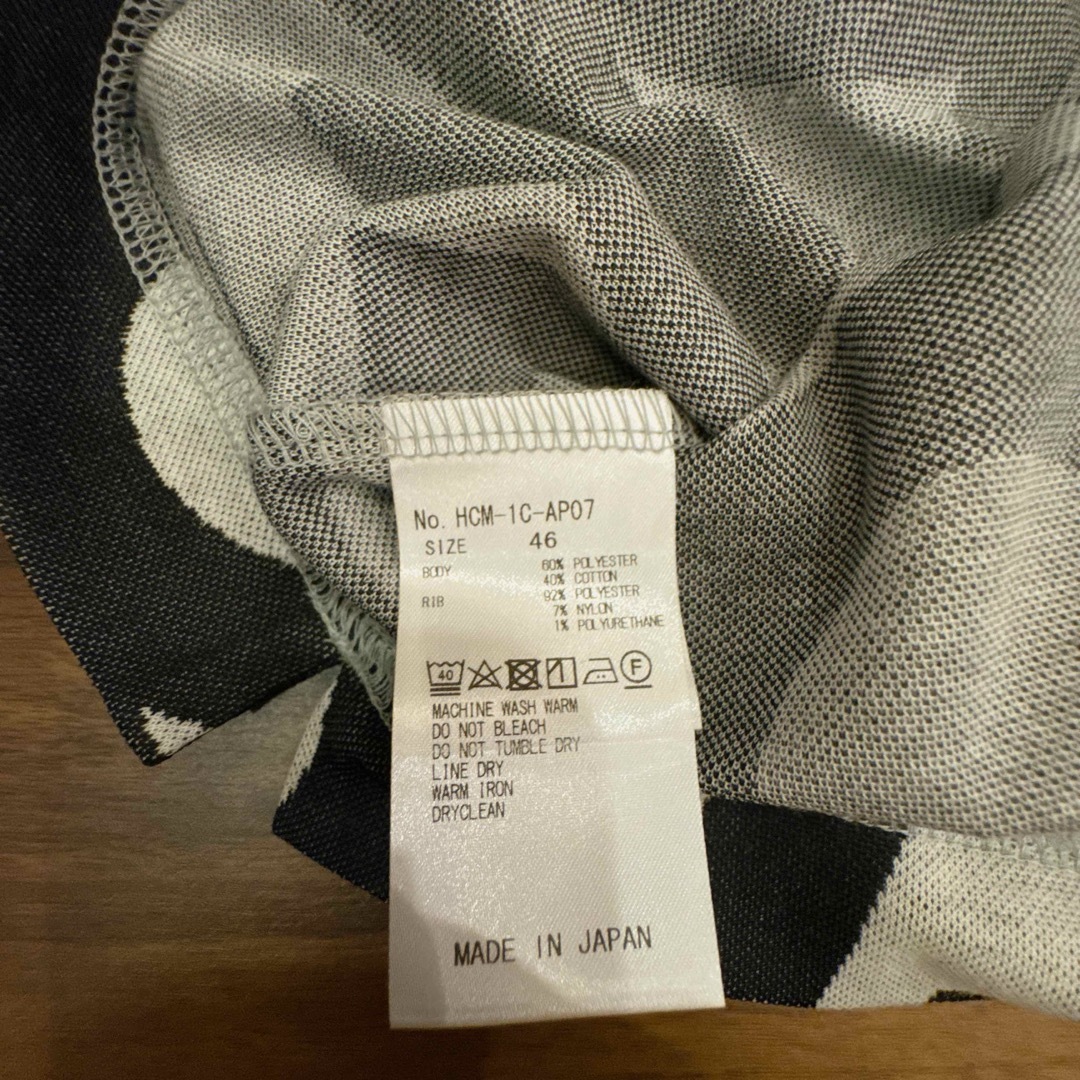 No. HCM-1C-AP07
SIZE 46
BODY 60% POLYESTER
40% COTTON
RIB 92% POLYESTER
7% NYLON
1% POLYURETHANE
40 F
MACHINE WASH WARM
DO NOT BLEACH
DO NOT TUMBLE DRY
LINE DRY
WARM IRON
DRYCLEAN
MADE IN JAPAN